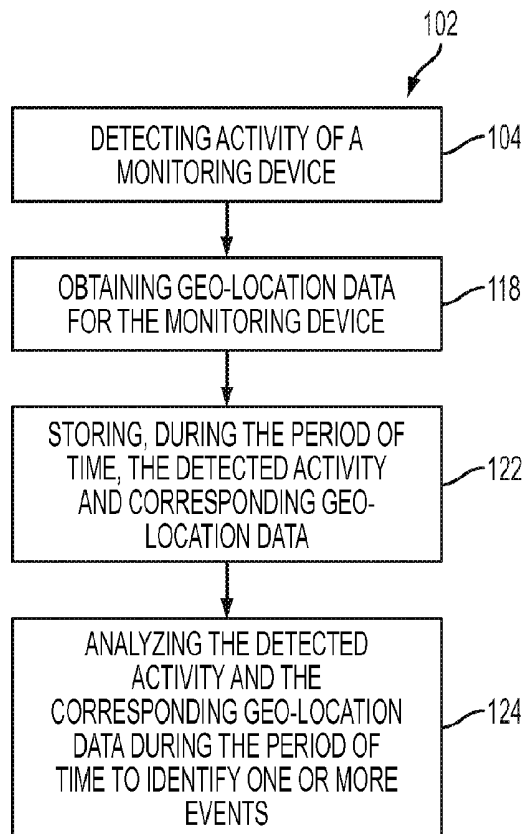 102
DETECTING ACTIVITY OF A
MONITORING DEVICE
104
OBTAINING GEO-LOCATION DATA
FOR THE MONITORING DEVICE
118
STORING, DURING THE PERIOD OF
TIME, THE DETECTED ACTIVITY
AND CORRESPONDING GEO-
LOCATION DATA
122
ANALYZING THE DETECTED
ACTIVITY AND THE
CORRESPONDING GEO-LOCATION
DATA DURING THE PERIOD OF
TIME TO IDENTIFY ONE OR MORE
EVENTS
124